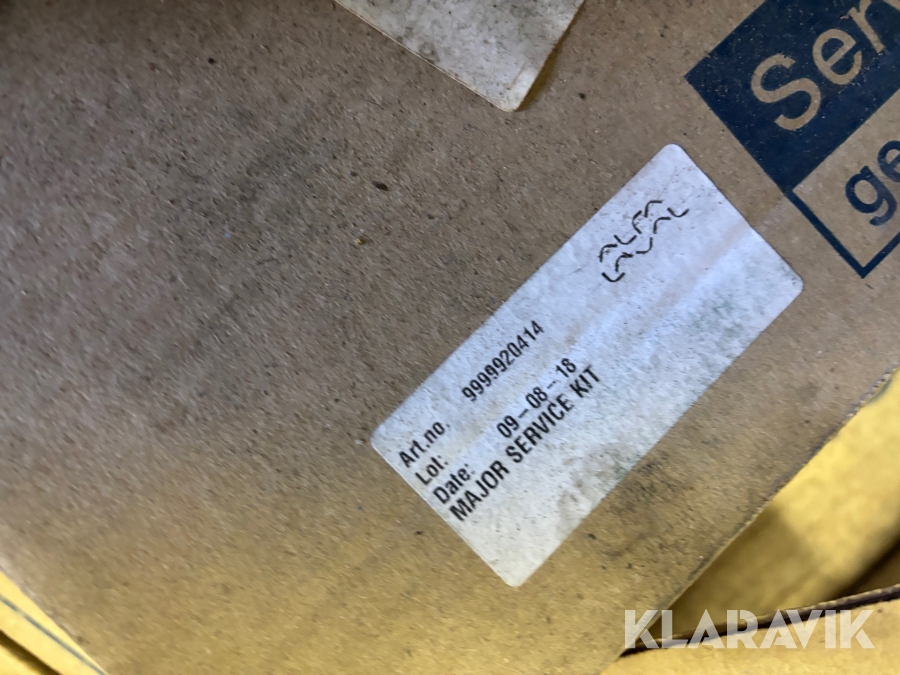 Ser
ge
ALFA
LAVAL
Art.no. 9999920414
Lot:
Date: 09-08-18
MAJOR SERVICE KIT
KLARAVIK